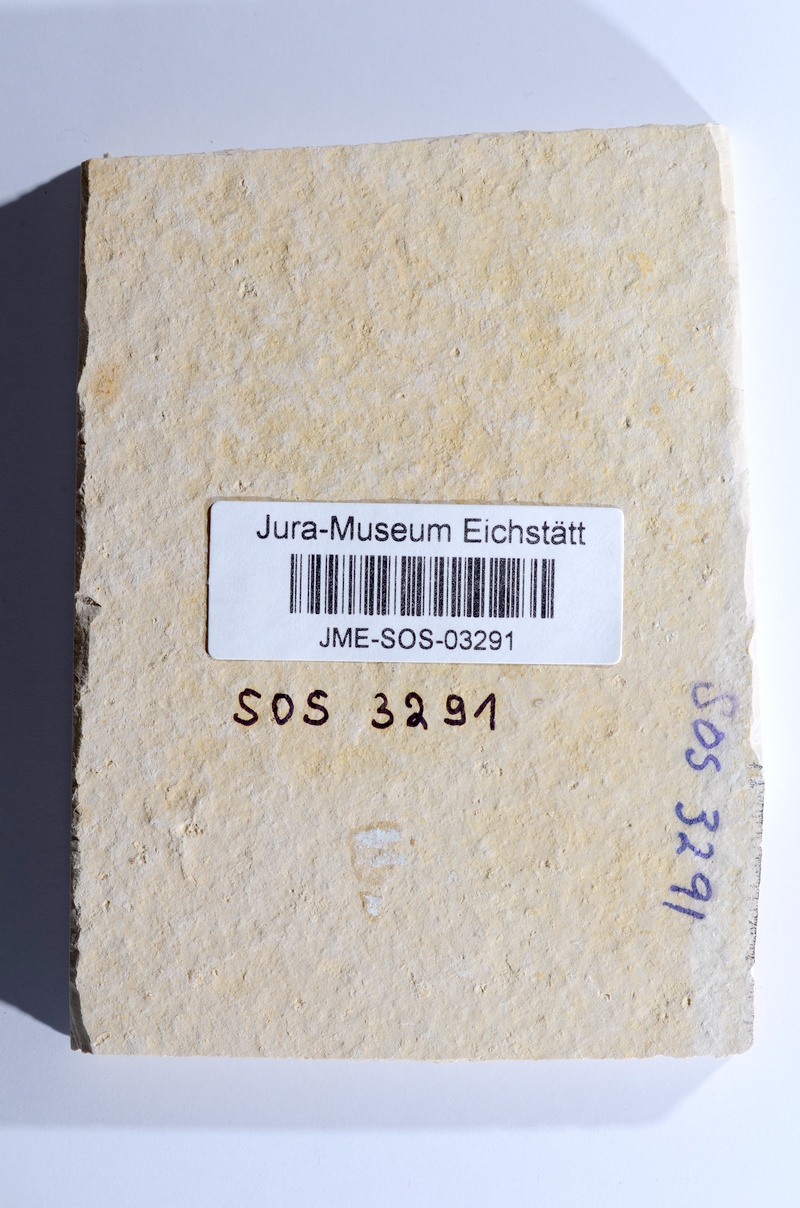 Jura-Museum Eichstätt
JME-SOS-03291
SOS 3291
SOS 3291